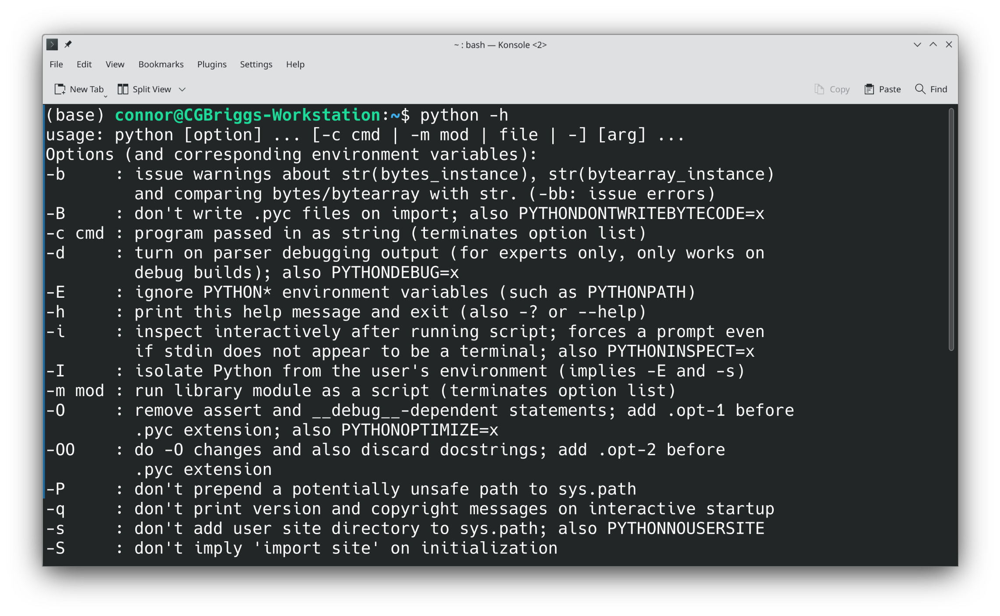 ~ : bash — Konsole <2>
File Edit View Bookmarks Plugins Settings Help
New Tab Split View Copy Paste Find
(base) connor@CGBriggs-Workstation:~$ python -h
usage: python [option] ... [-c cmd | -m mod | file | -] [arg] ...
Options (and corresponding environment variables):
-b     : issue warnings about str(bytes_instance), str(bytearray_instance)
         and comparing bytes/bytearray with str. (-bb: issue errors)
-B     : don't write .pyc files on import; also PYTHONDONTWRITEBYTECODE=x
-c cmd : program passed in as string (terminates option list)
-d     : turn on parser debugging output (for experts only, only works on
         debug builds); also PYTHONDEBUG=x
-E     : ignore PYTHON* environment variables (such as PYTHONPATH)
-h     : print this help message and exit (also -? or --help)
-i     : inspect interactively after running script; forces a prompt even
         if stdin does not appear to be a terminal; also PYTHONINSPECT=x
-I     : isolate Python from the user's environment (implies -E and -s)
-m mod : run library module as a script (terminates option list)
-O     : remove assert and __debug__-dependent statements; add .opt-1 before
         .pyc extension; also PYTHONOPTIMIZE=x
-OO    : do -O changes and also discard docstrings; add .opt-2 before
         .pyc extension
-P     : don't prepend a potentially unsafe path to sys.path
-q     : don't print version and copyright messages on interactive startup
-s     : don't add user site directory to sys.path; also PYTHONNOUSERSITE
-S     : don't imply 'import site' on initialization